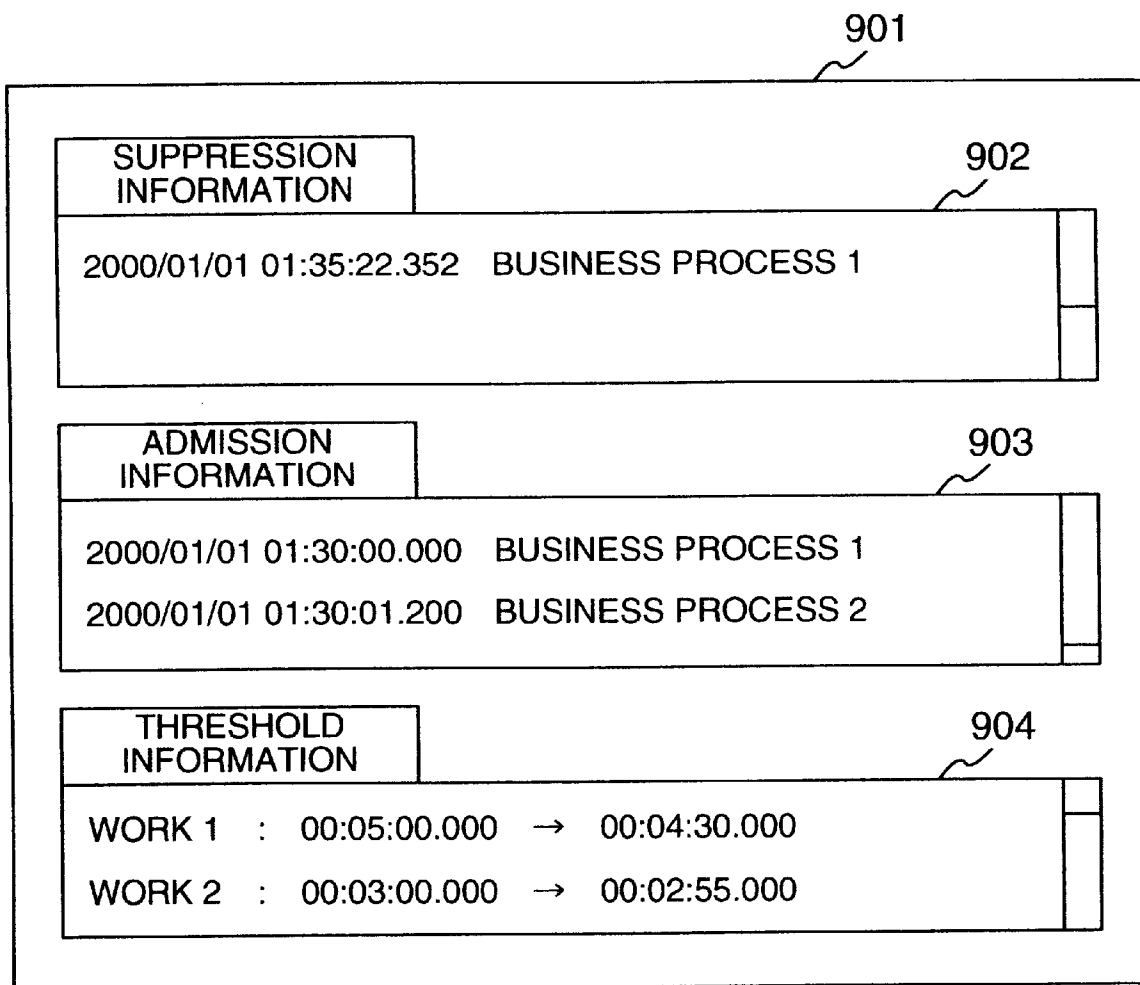 901
SUPPRESSION
INFORMATION
902
2000/01/01 01:35:22.352 BUSINESS PROCESS 1
ADMISSION
INFORMATION
903
2000/01/01 01:30:00.000 BUSINESS PROCESS 1
2000/01/01 01:30:01.200 BUSINESS PROCESS 2
THRESHOLD
INFORMATION
904
WORK 1 : 00:05:00.000 → 00:04:30.000
WORK 2 : 00:03:00.000 → 00:02:55.000